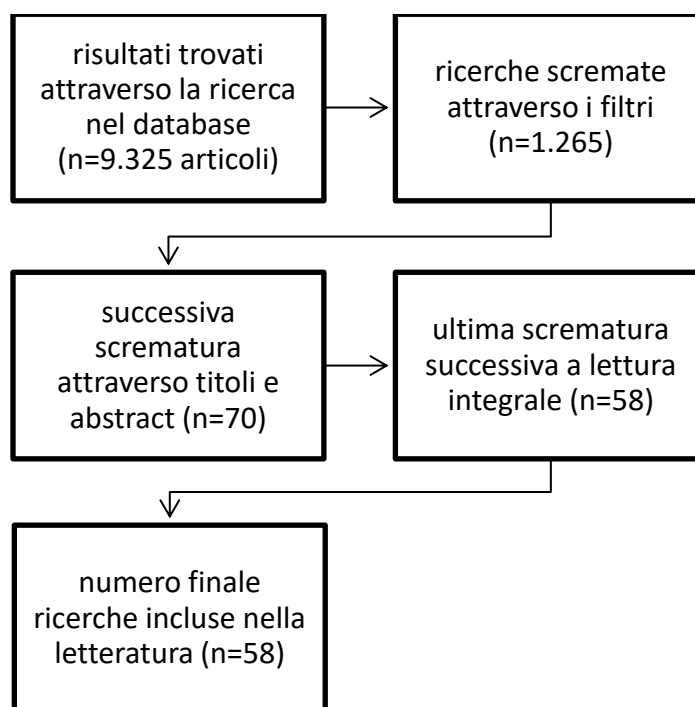 risultati trovati
attraverso la ricerca
nel database
(n=9.325 articoli)
ricerche scremate
attraverso i filtri
(n=1.265)
successiva
scrematura
attraverso titoli e
abstract (n=70)
ultima scrematura
successiva a lettura
integrale (n=58)
numero finale
ricerche incluse nella
letteratura (n=58)